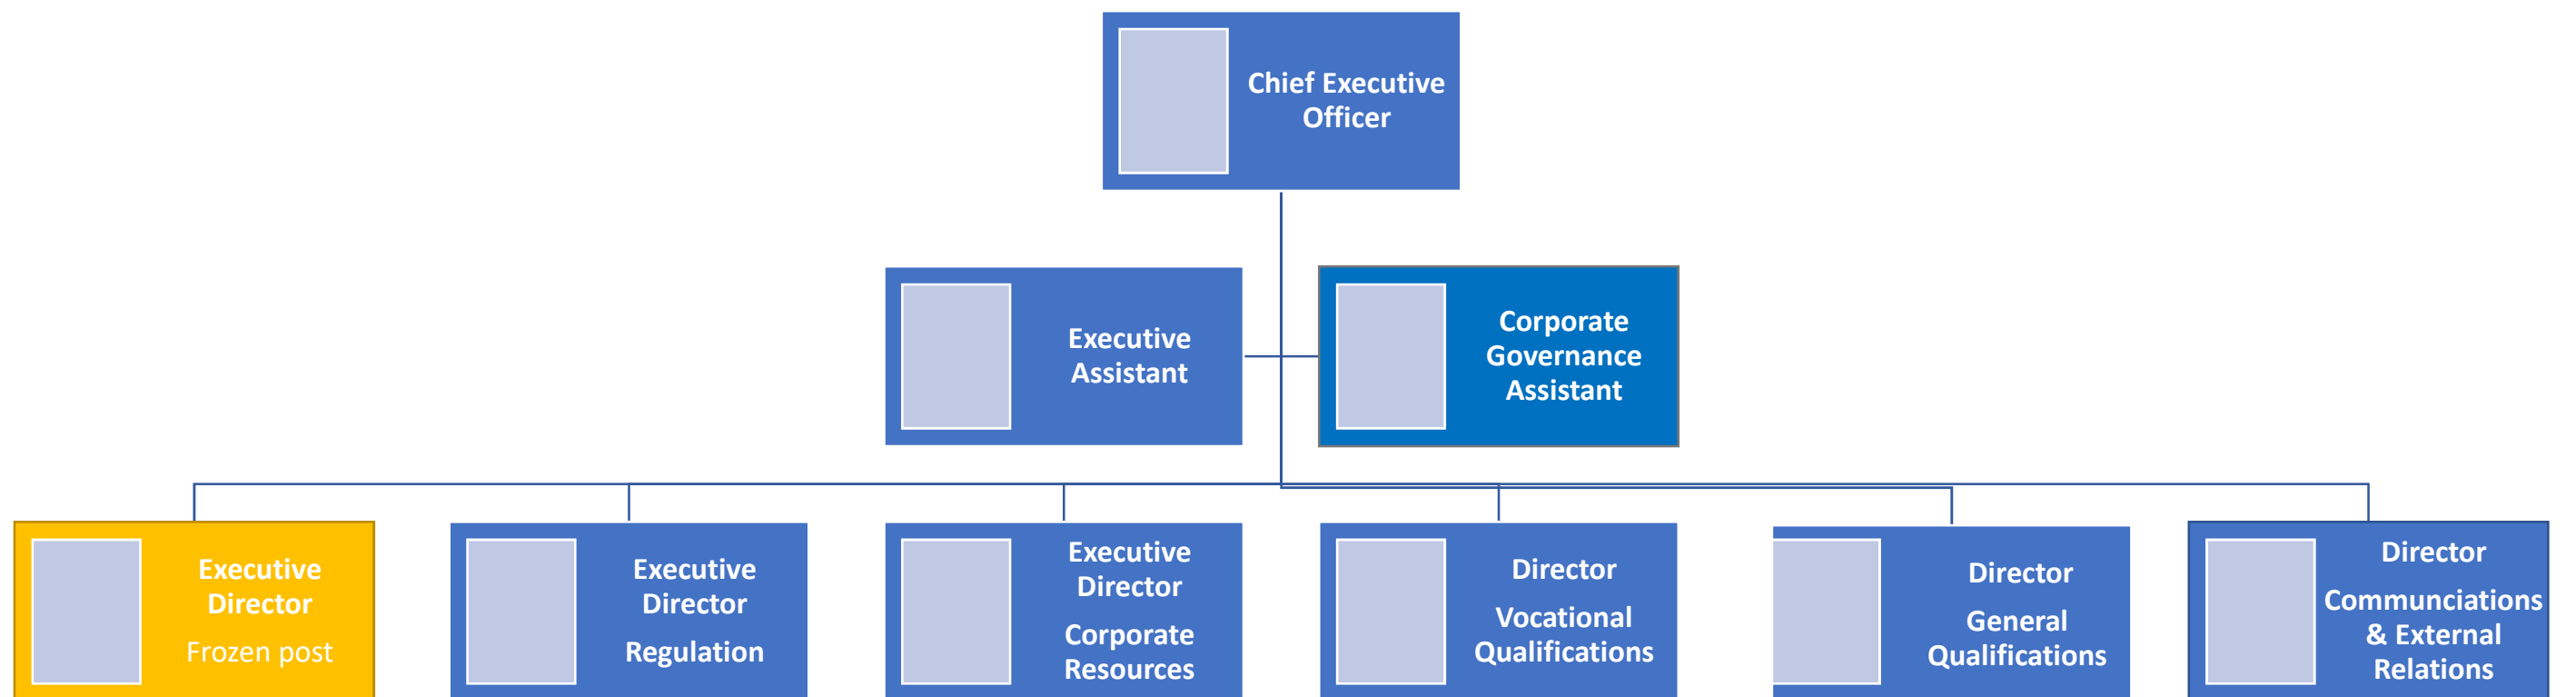 Chief Executive
Officer
Executive
Assistant
Corporate
Governance
Assistant
Executive
Director
Frozen post
Executive
Director
Regulation
Executive
Director
Corporate
Resources
Director
Vocational
Qualifications
Director
General
Qualifications
Director
Communciations
& External
Relations